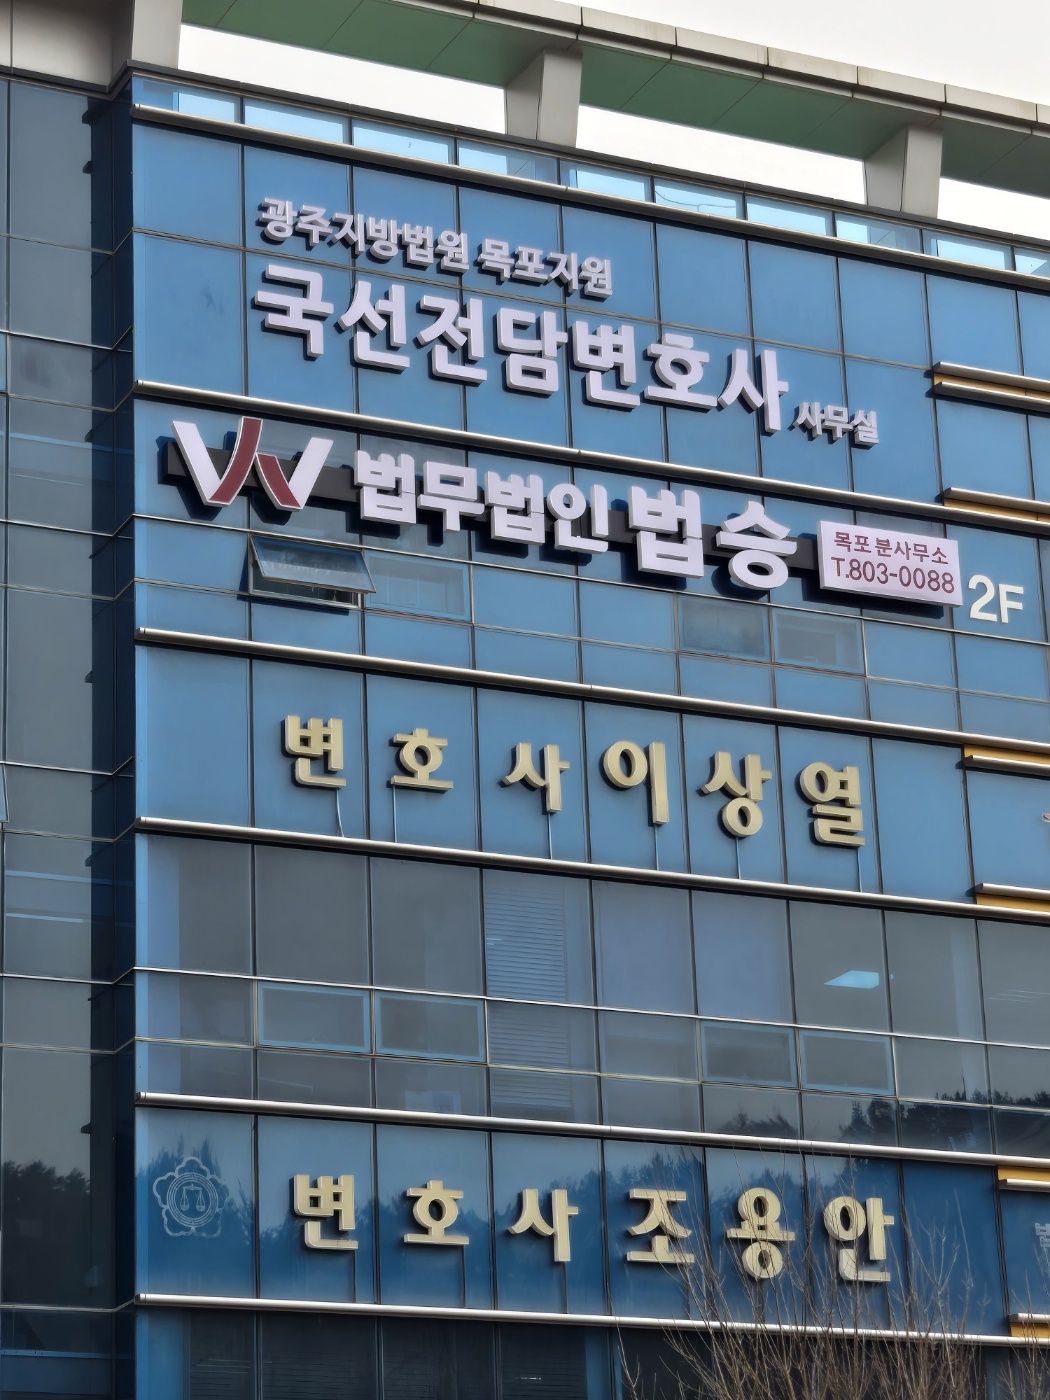 광주지방법원 목포지원
국선전담변호사 사무실
법무법인 법승
목포 분사무소
T.803-0088
2F
변호사이상열
변호사조용안